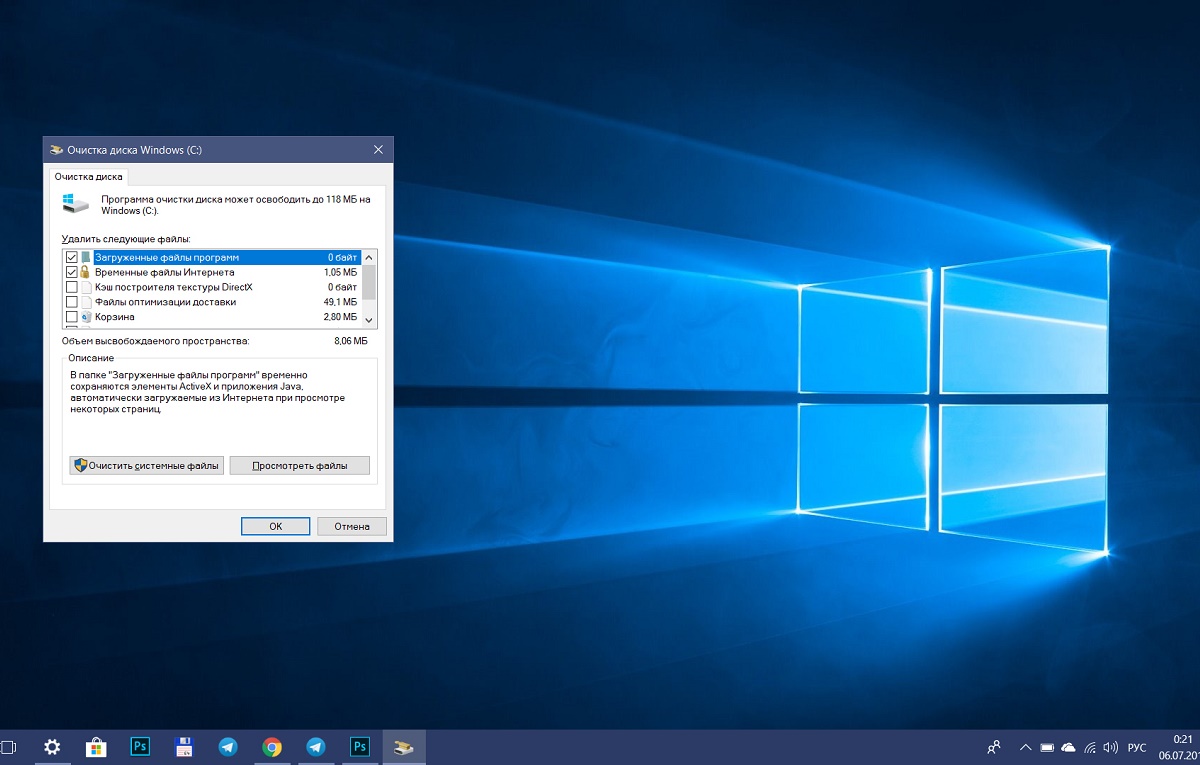 Очистка диска Windows (C:)
Очистка диска
Программа очистки диска может освободить до 118 МБ на
Windows (C:).
Удалить следующие файлы:
Загруженные файлы программ 0 байт
Временные файлы Интернета 1,05 МБ
Кэш построителя текстуры DirectX 0 байт
Файлы оптимизации доставки 49,1 МБ
Корзина 2,80 МБ
Объем высвобождаемого пространства: 8,06 МБ
Описание
В папке "Загруженные файлы программ" временно
сохраняются элементы ActiveX и приложения Java,
автоматически загружаемые из Интернета при просмотре
некоторых страниц.
Очистить системные файлы Просмотреть файлы
OK Отмена
Ps Ps РУС
0:21
06.07.201